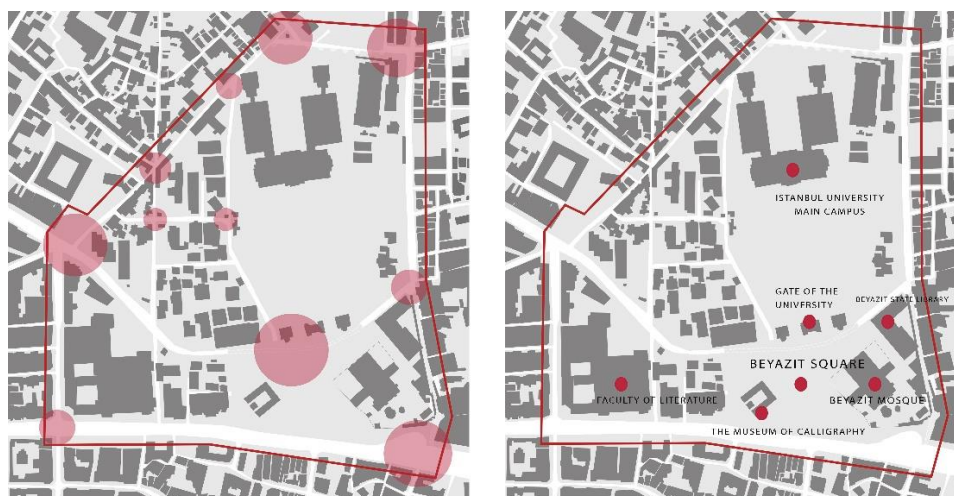 ISTANBUL UNIVERSITY
MAIN CAMPUS
GATE OF THE
UNIVERSITY
BEYAZIT STATE LIBRARY
BEYAZIT SQUARE
FACULTY OF LITERATURE
BEYAZIT MOSQUE
THE MUSEUM OF CALLIGRAPHY